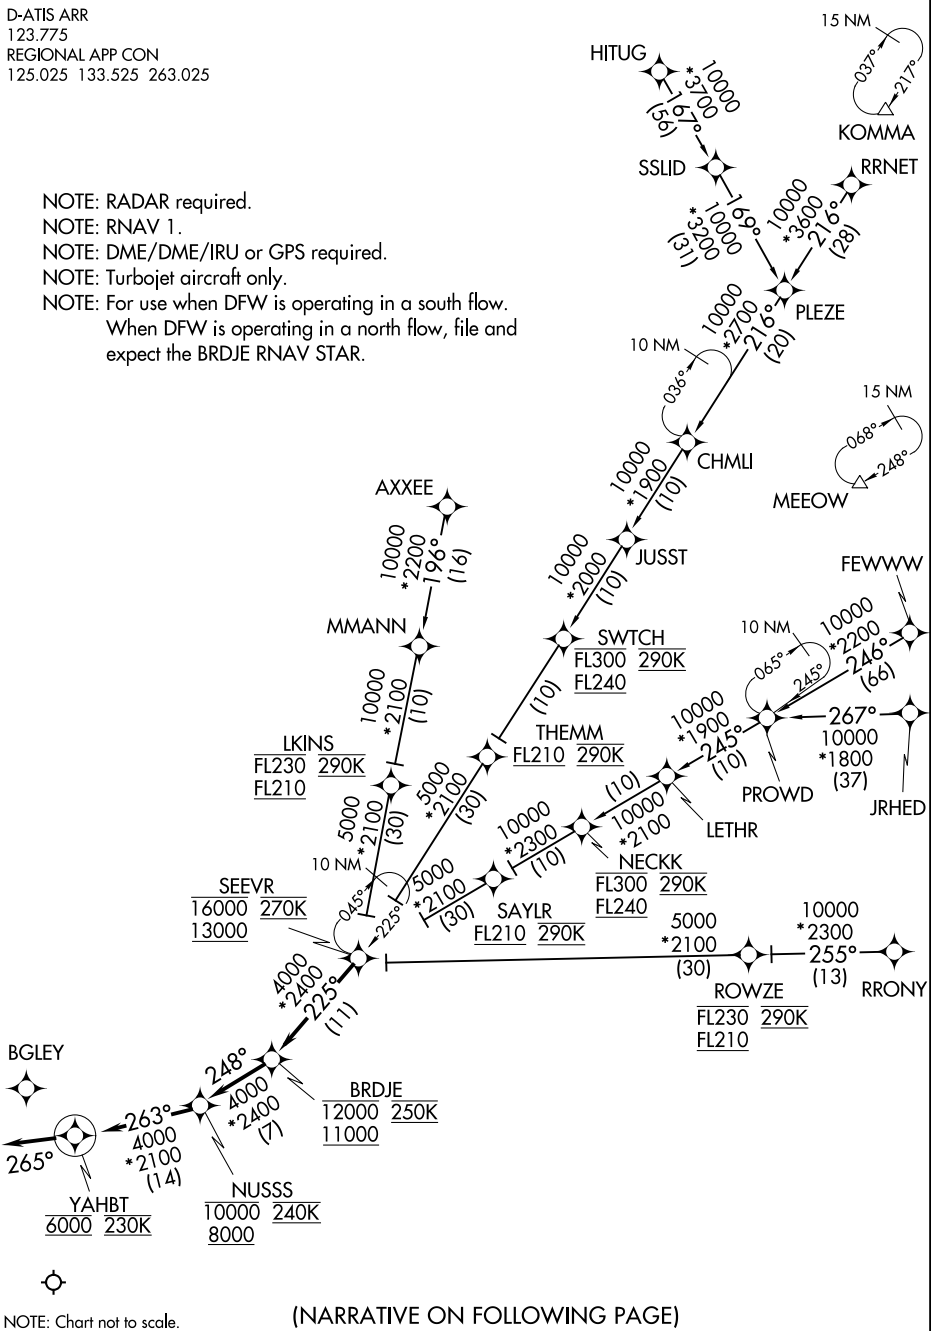 D-ATIS ARR
123.775
REGIONAL APP CON
125.025 133.525 263.025
NOTE: RADAR required.
NOTE: RNAV 1.
NOTE: DME/DME/IRU or GPS required.
NOTE: Turbojet aircraft only.
NOTE: For use when DFW is operating in a south flow.
When DFW is operating in a north flow, file and
expect the BRDJE RNAV STAR.
HITUG
10000
*3700
167°
(56)
15 NM
037°
217°
KOMMA
SSLID
169°
10000
*3200
(31)
RRNET
10000
*3600
216°
(28)
PLEZE
10000
*2700
216°
(20)
10 NM
036°
CHMLI
10000
*1900
(10)
15 NM
068°
248°
MEEOW
AXXEE
10000
*2200
196°
(16)
JUSST
10000
*2000
(10)
MMANN
10000
*2100
(10)
SWTCH
FL300 290K
FL240
(10)
FEWWW
10000
*2200
246°
(66)
10 NM
065°
245°
267°
10000
*1800
(37)
JRHED
PROWD
10000
*1900
245°
(10)
LKINS
FL230 290K
FL210
5000
*2100
(30)
THEMM
FL210 290K
5000
*2100
(30)
LETHR
(10)
10000
*2100
NECKK
FL300 290K
FL240
10000
*2300
(10)
SAYLR
FL210 290K
5000
*2100
(30)
10 NM
045°
225°
SEEVR
16000 270K
13000
5000
*2100
(30)
ROWZE
FL230 290K
FL210
10000
*2300
255°
(13)
RRONY
4000
*2400
225°
(11)
BGLEY
248°
4000
*2400
(7)
BRDJE
12000 250K
11000
263°
4000
*2100
(14)
265°
YAHBT
6000 230K
NUSSS
10000 240K
8000
NOTE: Chart not to scale.
(NARRATIVE ON FOLLOWING PAGE)